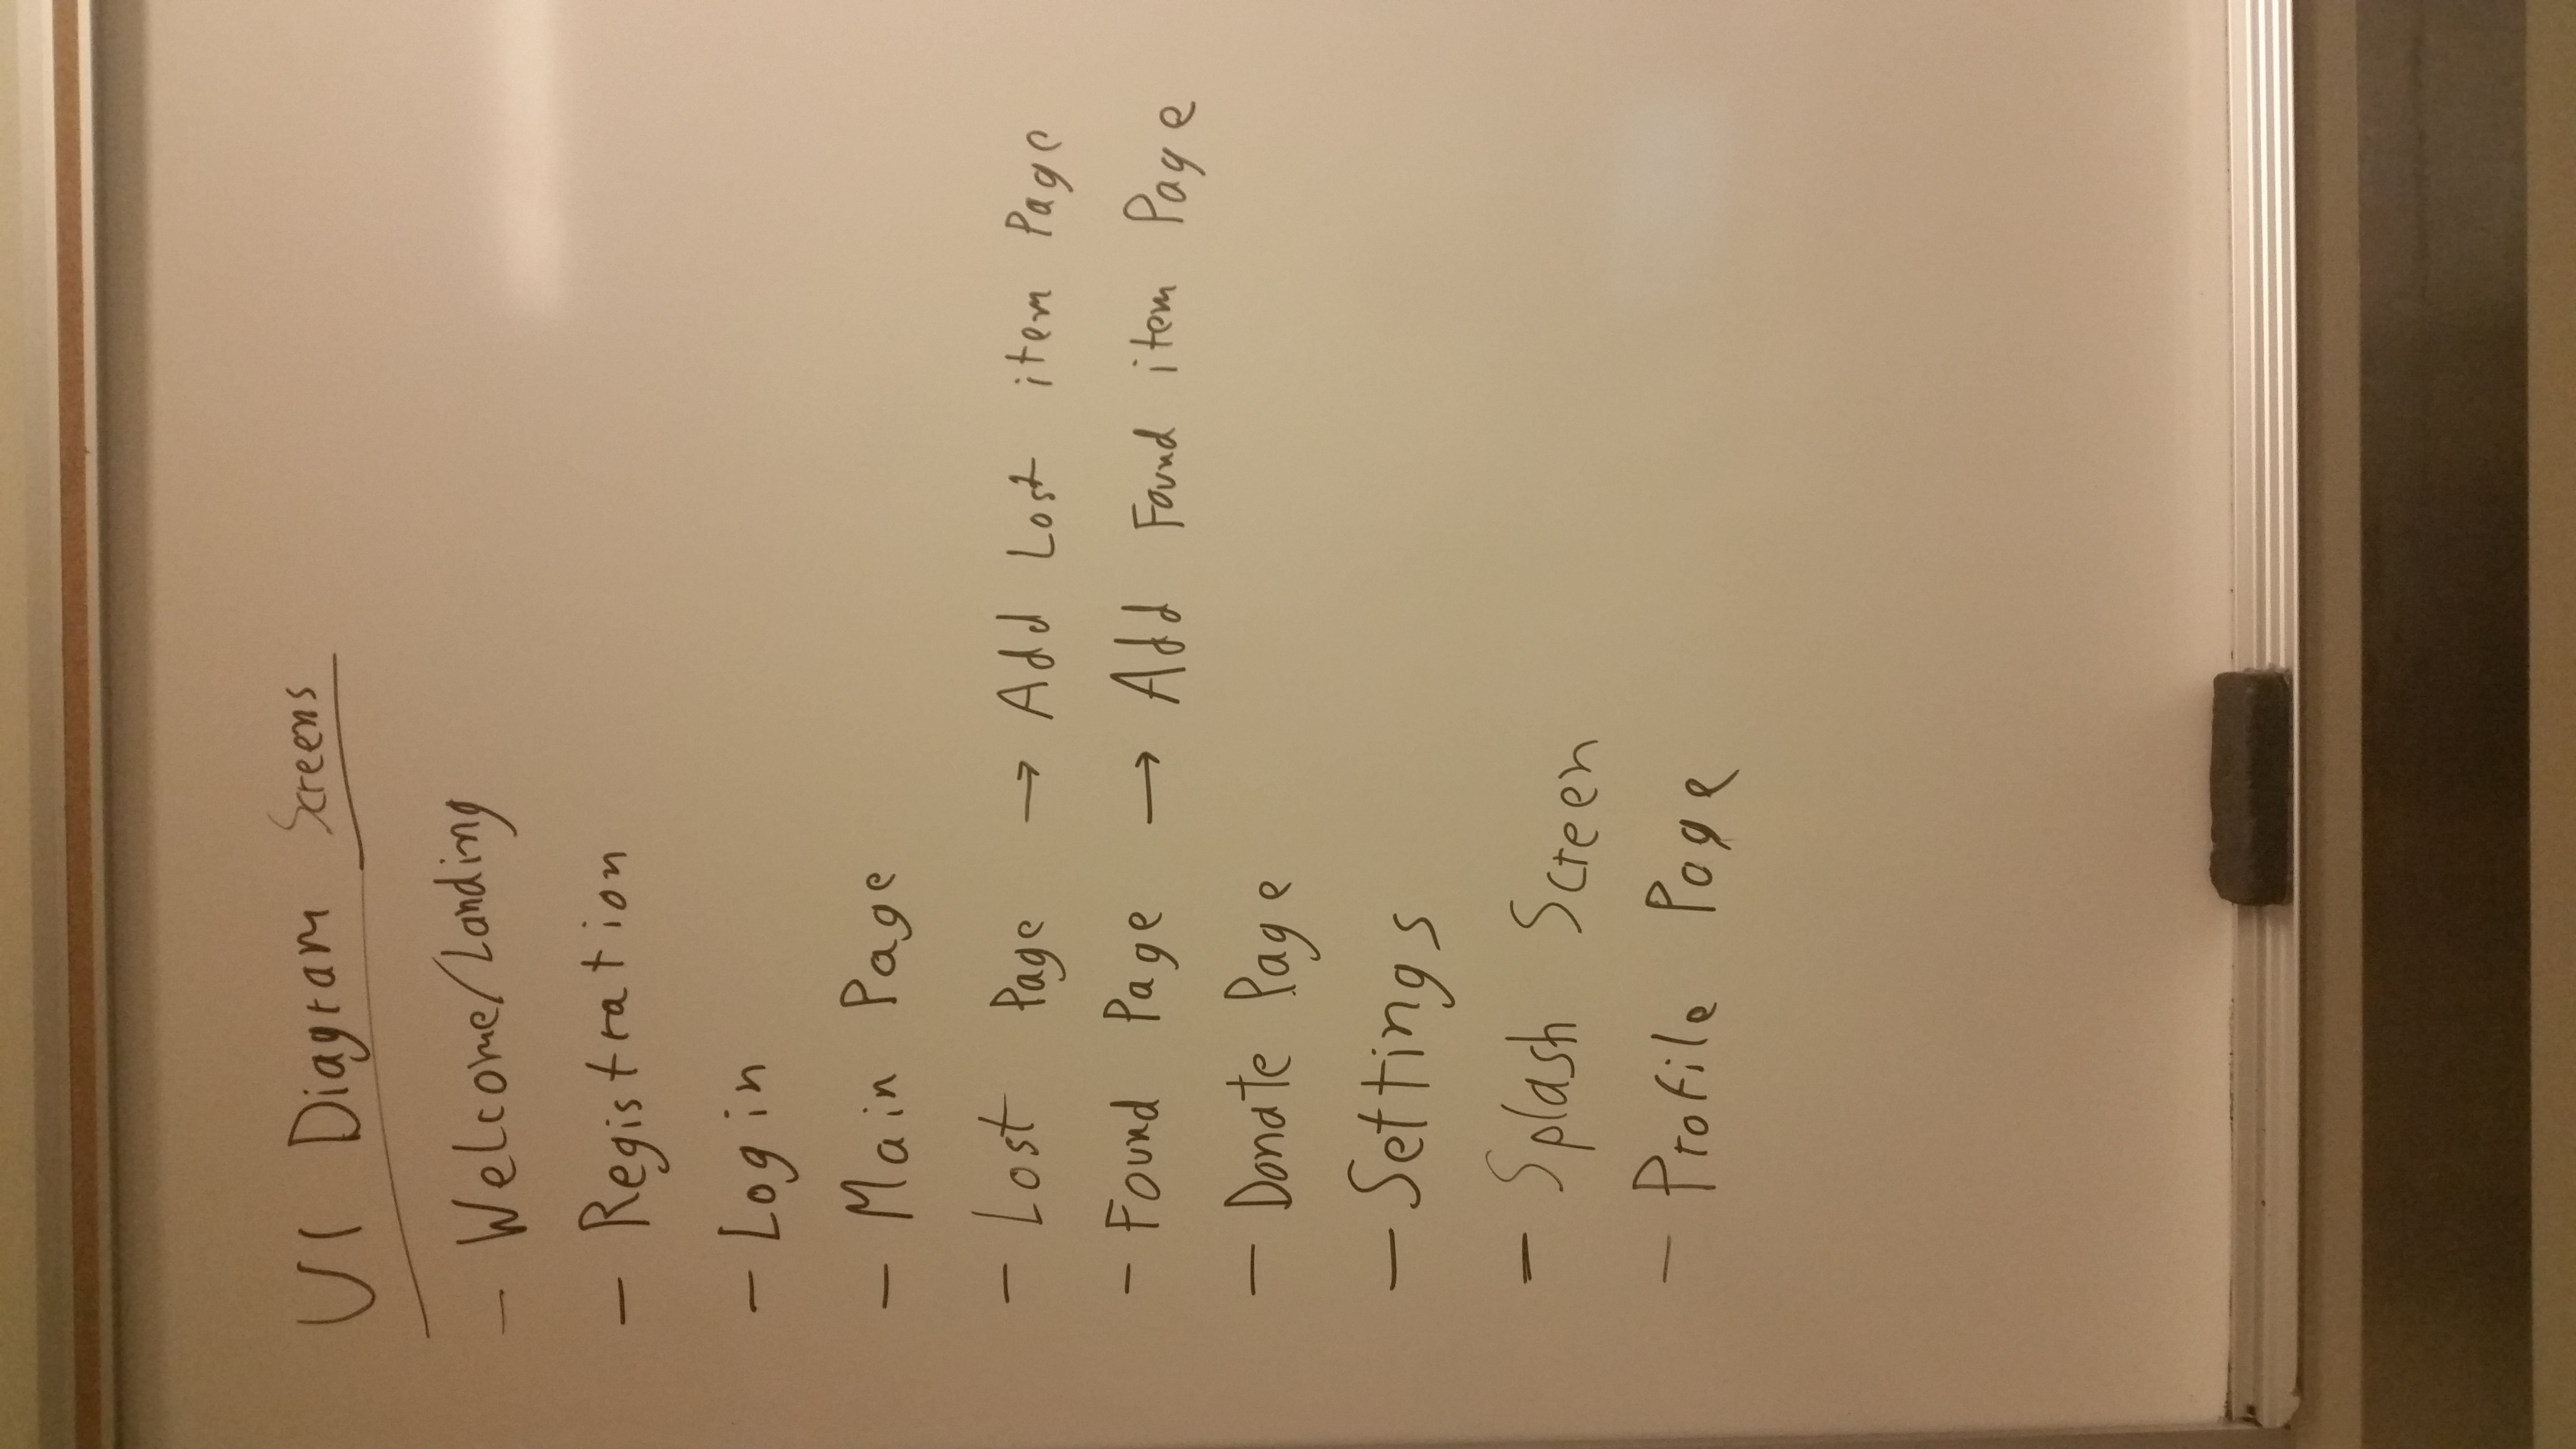 UI Diagram Screens
- Welcome/Landing
- Registration
- Login
- Main Page
- Lost Page → Add Lost item Page
- Found Page → Add Found item Page
- Donate Page
- Settings
- Splash Screen
- Profile Page